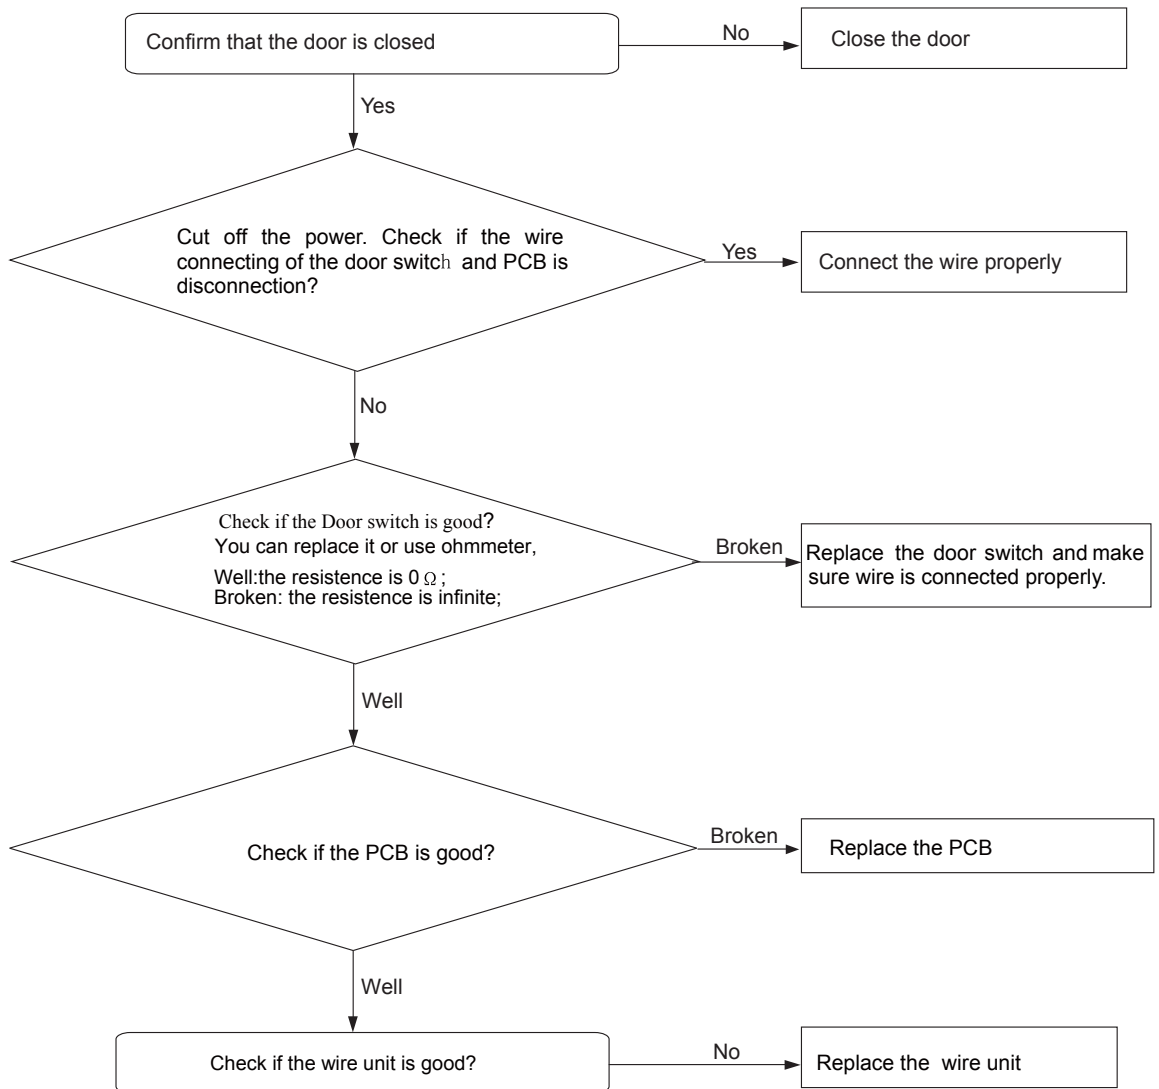 Confirm that the door is closed
No
Close the door
Yes
Cut off the power. Check if the wire
connecting of the door switch and PCB is
disconnection?
Yes
Connect the wire properly
No
Check if the Door switch is good?
You can replace it or use ohmmeter,
Well:the resistence is 0 Ω ;
Broken: the resistence is infinite;
Broken
Replace the door switch and make
sure wire is connected properly.
Well
Check if the PCB is good?
Broken
Replace the PCB
Well
Check if the wire unit is good?
No
Replace the wire unit